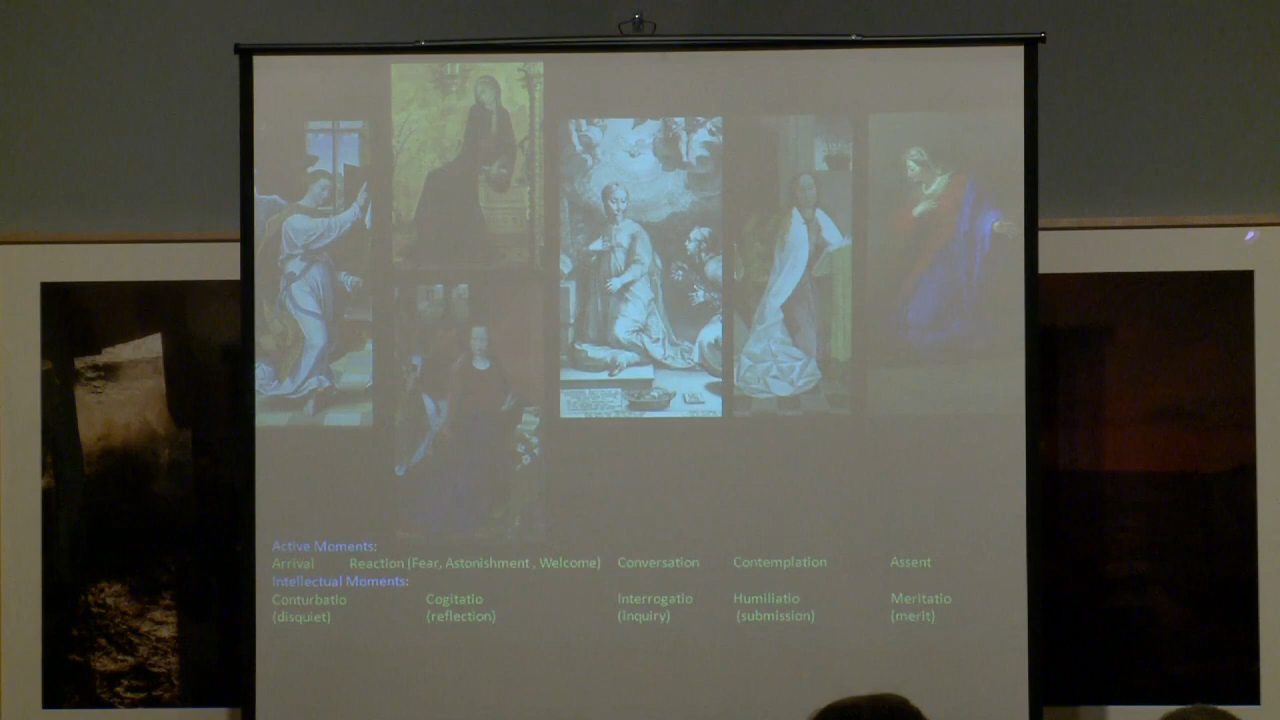 Active Moments:
Arrival Reaction (Fear, Astonishment , Welcome) Conversation Contemplation Assent
Intellectual Moments:
Conturbatio Cogitatio Interrogatio Humiliatio Meritatio
(disquiet) (reflection) (inquiry) (submission) (merit)